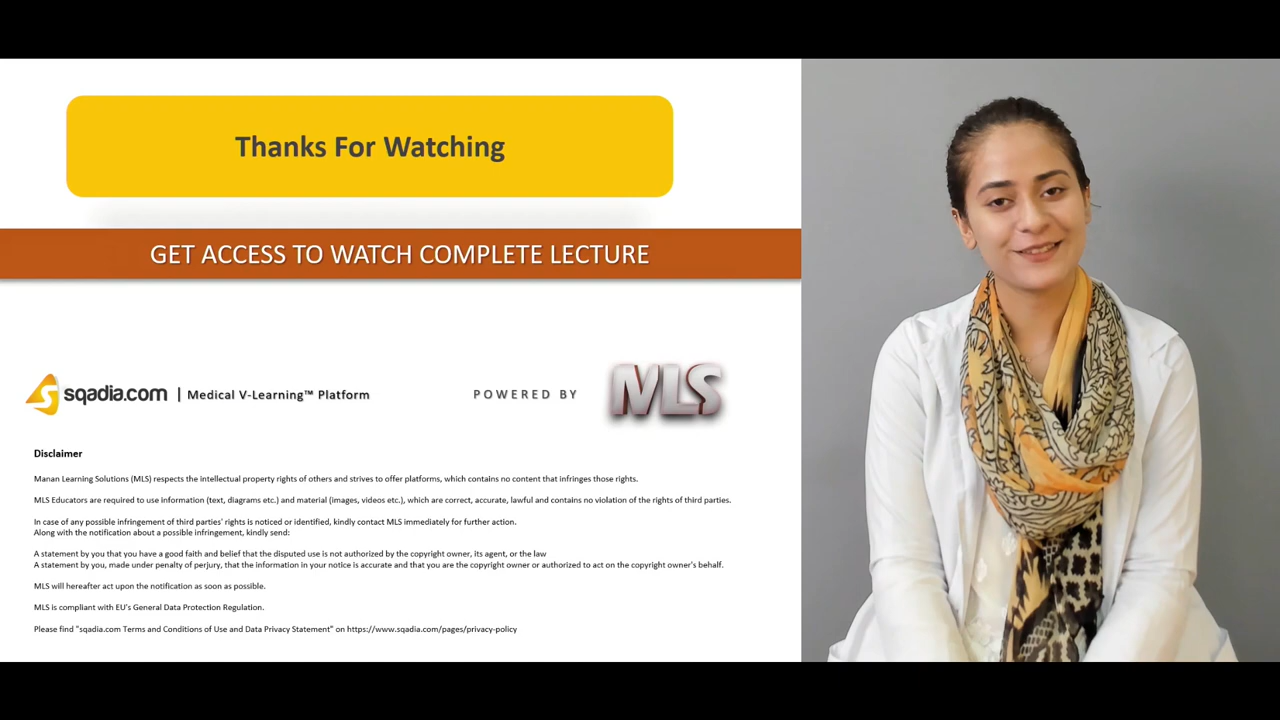 Thanks For Watching
GET ACCESS TO WATCH COMPLETE LECTURE
sqadia.com | Medical V-Learning™ Platform
POWERED BY MLS
Disclaimer
Manan Learning Solutions (MLS) respects the intellectual property rights of others and strives to offer platforms, which contains no content that infringes those rights.
MLS Educators are required to use information (text, diagrams etc.) and material (images, videos etc.), which are correct, accurate, lawful and contains no violation of the rights of third parties.
In case of any possible infringement of third parties' rights is noticed or identified, kindly contact MLS immediately for further action.
Along with the notification about a possible infringement, kindly send:
A statement by you that you have a good faith and belief that the disputed use is not authorized by the copyright owner, its agent, or the law
A statement by you, made under penalty of perjury, that the information in your notice is accurate and that you are the copyright owner or authorized to act on the copyright owner's behalf.
MLS will hereafter act upon the notification as soon as possible.
MLS is compliant with EU's General Data Protection Regulation.
Please find "sqadia.com Terms and Conditions of Use and Data Privacy Statement" on https://www.sqadia.com/pages/privacy-policy